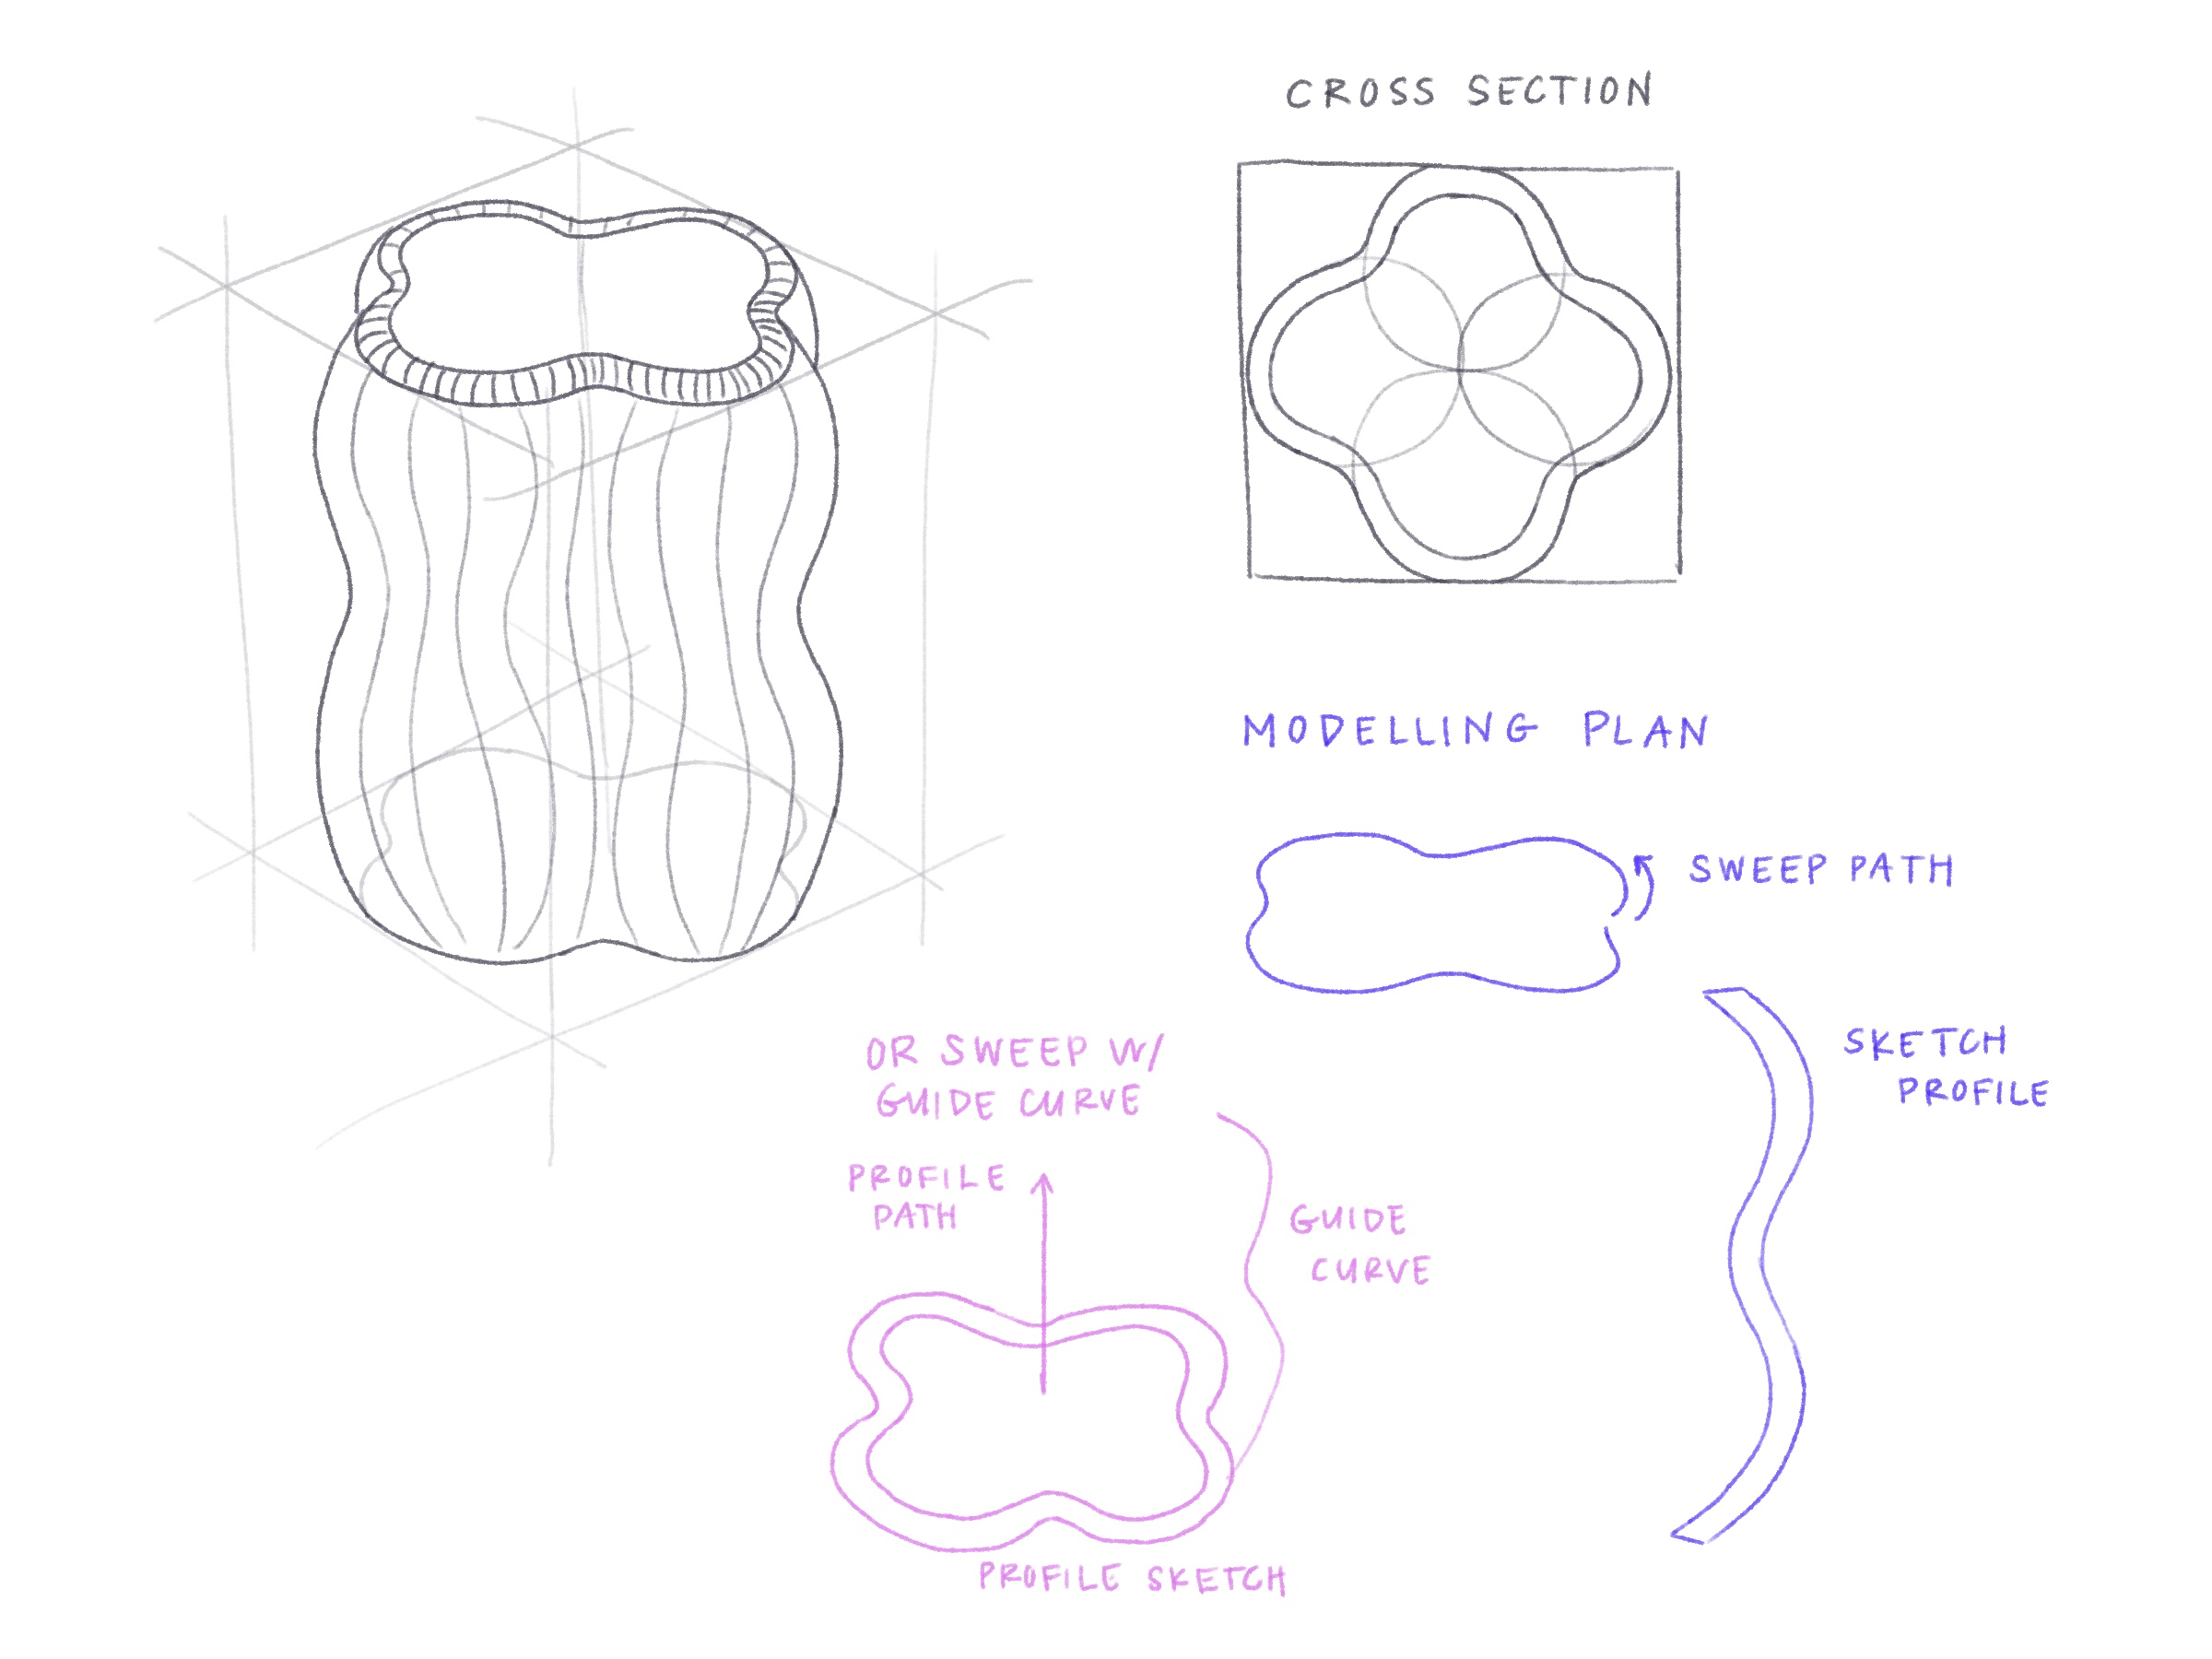 CROSS SECTION
MODELLING PLAN
SWEEP PATH
SKETCH
PROFILE
OR SWEEP W/
GUIDE CURVE
PROFILE
PATH
GUIDE
CURVE
PROFILE SKETCH